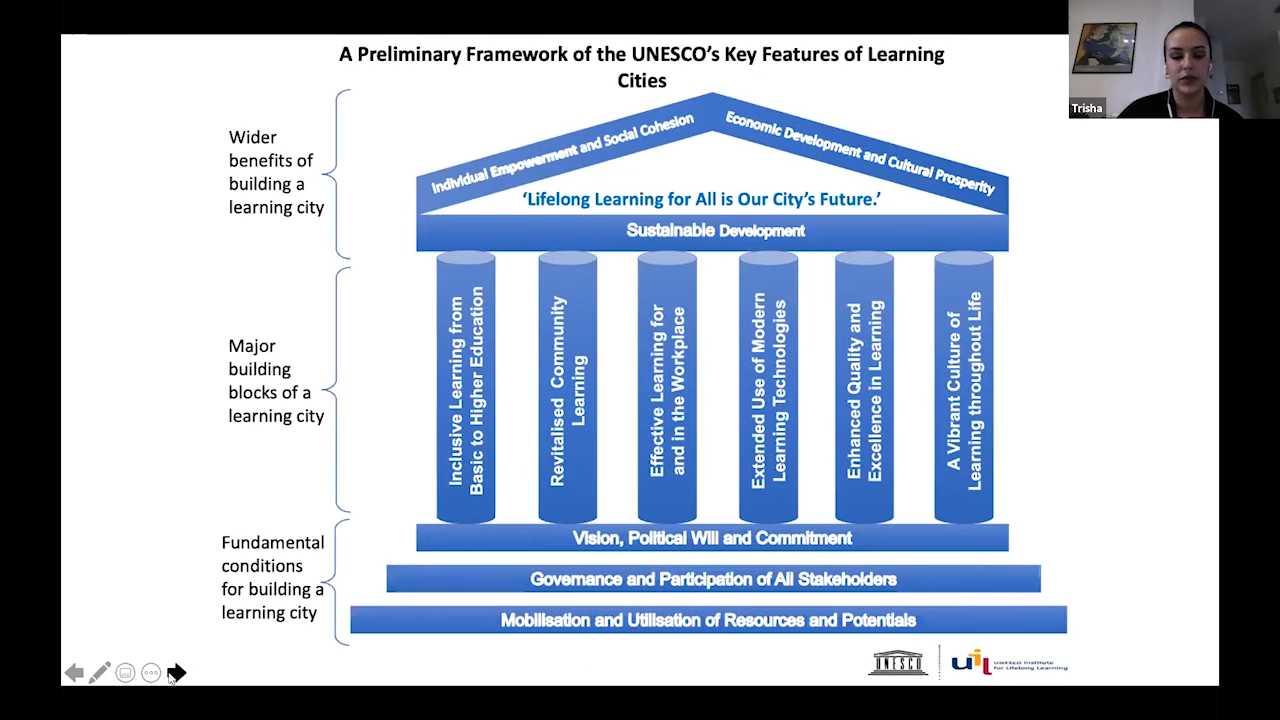 A Preliminary Framework of the UNESCO's Key Features of Learning
Cities
Trisha
Wider
benefits of
building a
learning city
Individual Empowerment and Social Cohesion
Economic Development and Cultural Prosperity
'Lifelong Learning for All is Our City's Future.'
Sustainable Development
Major
building
blocks of a
learning city
Inclusive Learning from
Basic to Higher Education
Revitalised Community
Learning
Effective Learning for
and in the Workplace
Extended Use of Modern
Learning Technologies
Enhanced Quality and
Excellence in Learning
A Vibrant Culture of
Learning throughout Life
Fundamental
conditions
for building a
learning city
Vision, Political Will and Commitment
Governance and Participation of All Stakeholders
Mobilisation and Utilisation of Resources and Potentials
UNESCO
uil
UNESCO Institute
for Lifelong Learning